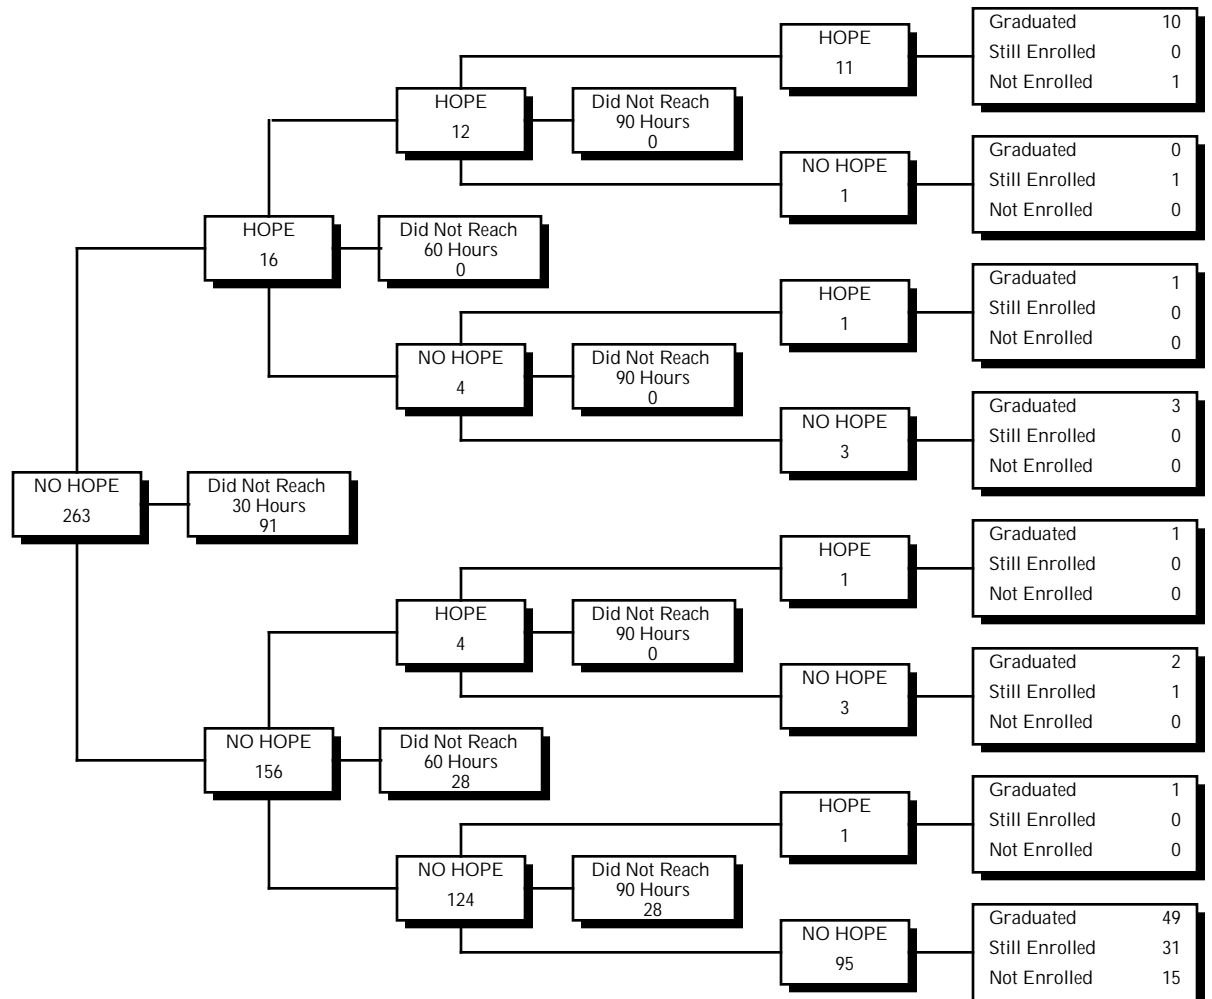 HOPE
11
Graduated 10
Still Enrolled 0
Not Enrolled 1
HOPE
12
Did Not Reach
90 Hours
0
NO HOPE
1
Graduated 0
Still Enrolled 1
Not Enrolled 0
HOPE
16
Did Not Reach
60 Hours
0
HOPE
1
Graduated 1
Still Enrolled 0
Not Enrolled 0
NO HOPE
4
Did Not Reach
90 Hours
0
NO HOPE
3
Graduated 3
Still Enrolled 0
Not Enrolled 0
NO HOPE
263
Did Not Reach
30 Hours
91
HOPE
1
Graduated 1
Still Enrolled 0
Not Enrolled 0
HOPE
4
Did Not Reach
90 Hours
0
NO HOPE
3
Graduated 2
Still Enrolled 1
Not Enrolled 0
NO HOPE
156
Did Not Reach
60 Hours
28
HOPE
1
Graduated 1
Still Enrolled 0
Not Enrolled 0
NO HOPE
124
Did Not Reach
90 Hours
28
NO HOPE
95
Graduated 49
Still Enrolled 31
Not Enrolled 15